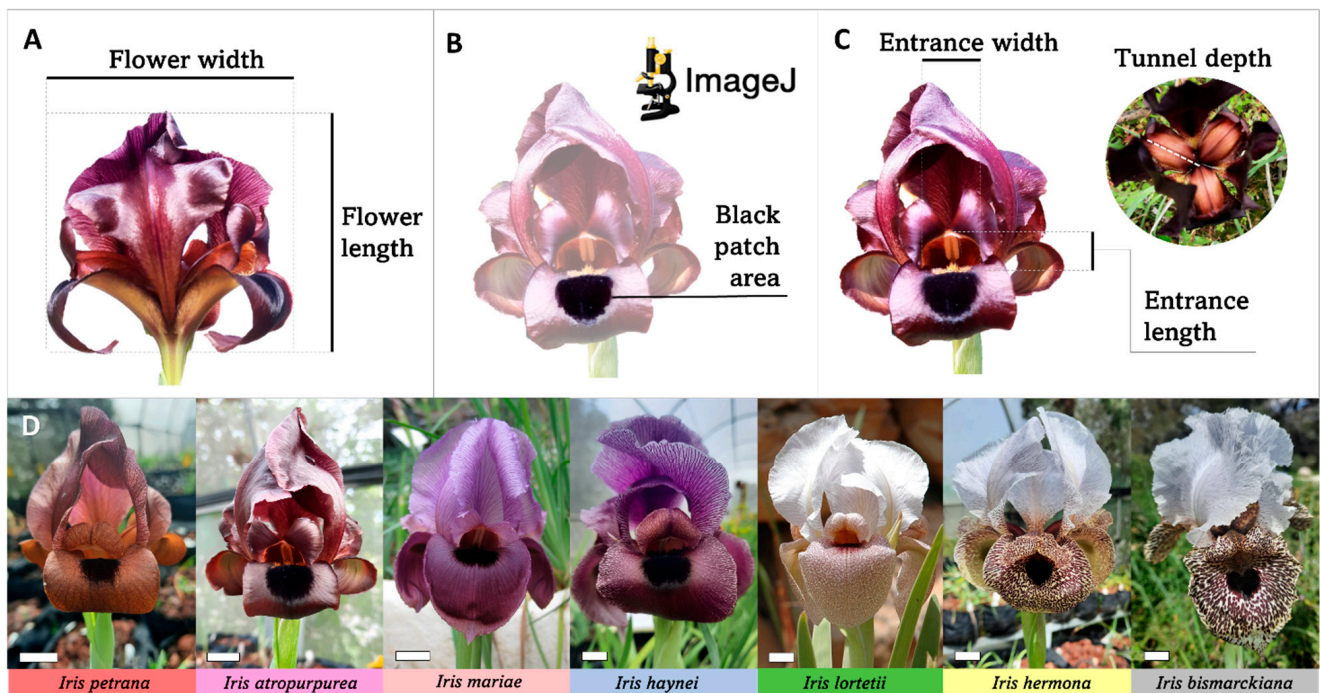 A
Flower width
Flower
length
B
ImageJ
Black
patch
area
C
Entrance width
Tunnel depth
Entrance
length
D
Iris petrana
Iris atropurpurea
Iris mariae
Iris haynei
Iris lortetii
Iris hermona
Iris bismarckiana